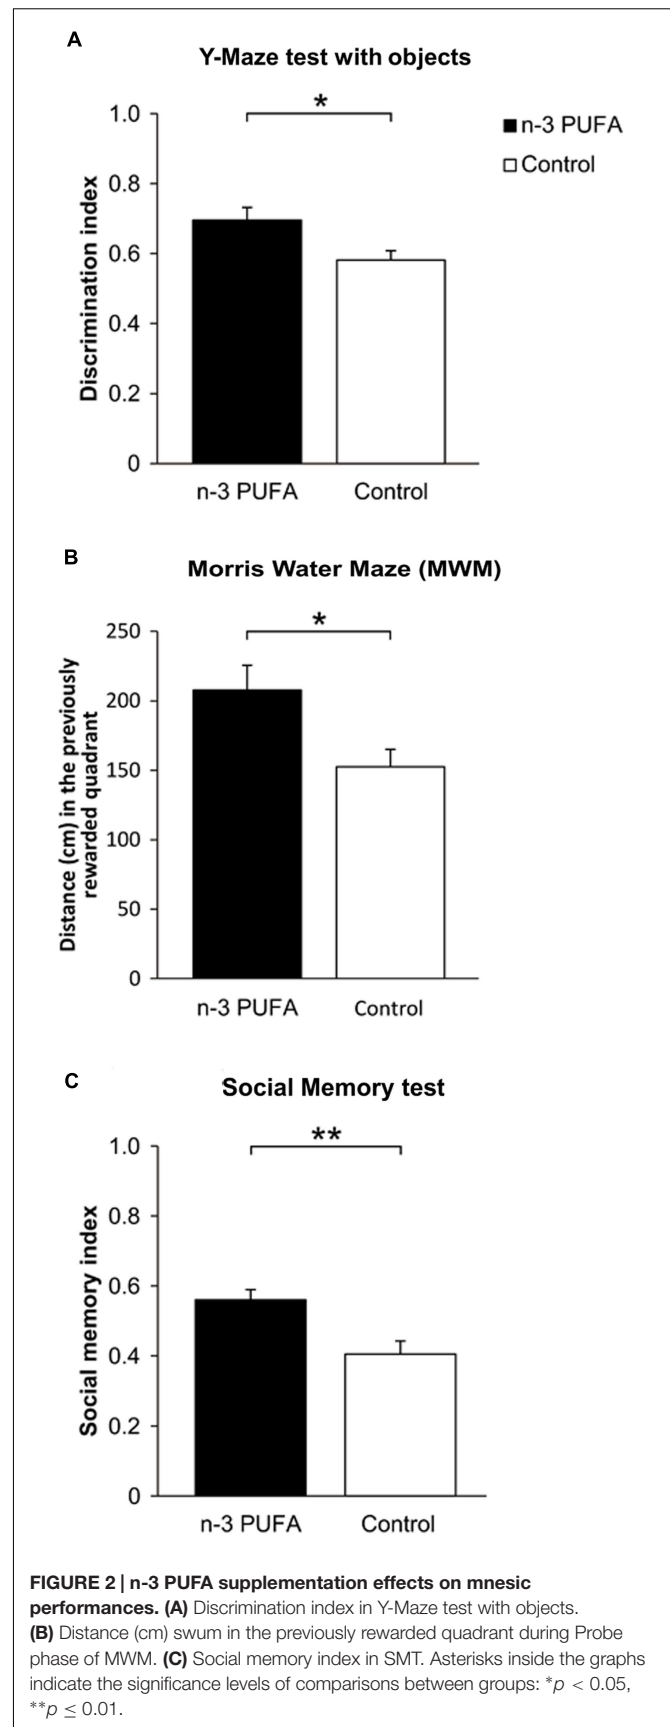 A
Y-Maze test with objects
*
n-3 PUFA
Control
Discrimination index
1.0
0.8
0.6
0.4
0.2
0
n-3 PUFA Control
B
Morris Water Maze (MWM)
*
Distance (cm) in the previously
rewarded quadrant
250
200
150
100
50
0
n-3 PUFA Control
C
Social Memory test
**
Social memory index
1.0
0.8
0.6
0.4
0.2
0
n-3 PUFA Control
FIGURE 2 | n-3 PUFA supplementation effects on mnesic
performances. (A) Discrimination index in Y-Maze test with objects.
(B) Distance (cm) swum in the previously rewarded quadrant during Probe
phase of MWM. (C) Social memory index in SMT. Asterisks inside the graphs
indicate the significance levels of comparisons between groups: *p < 0.05,
**p ≤ 0.01.